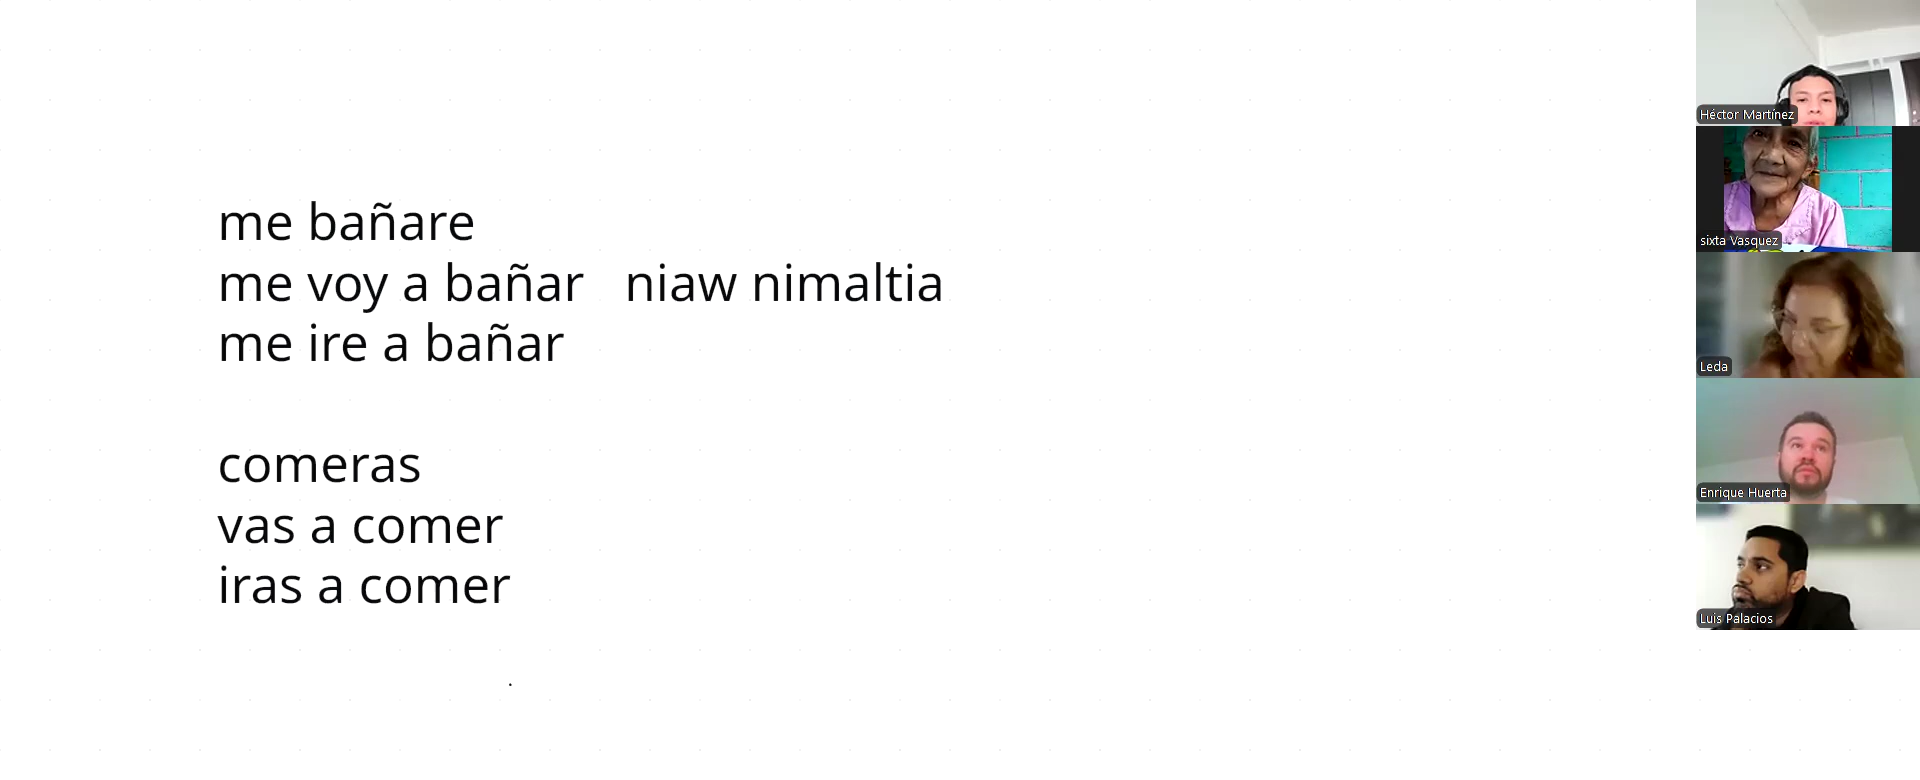 me bañare
me voy a bañar niaw nimaltia
me ire a bañar
comeras
vas a comer
iras a comer
.
Héctor Martínez
sixta Vasquez
Leda
Enrique Huerta
Luis Palacios